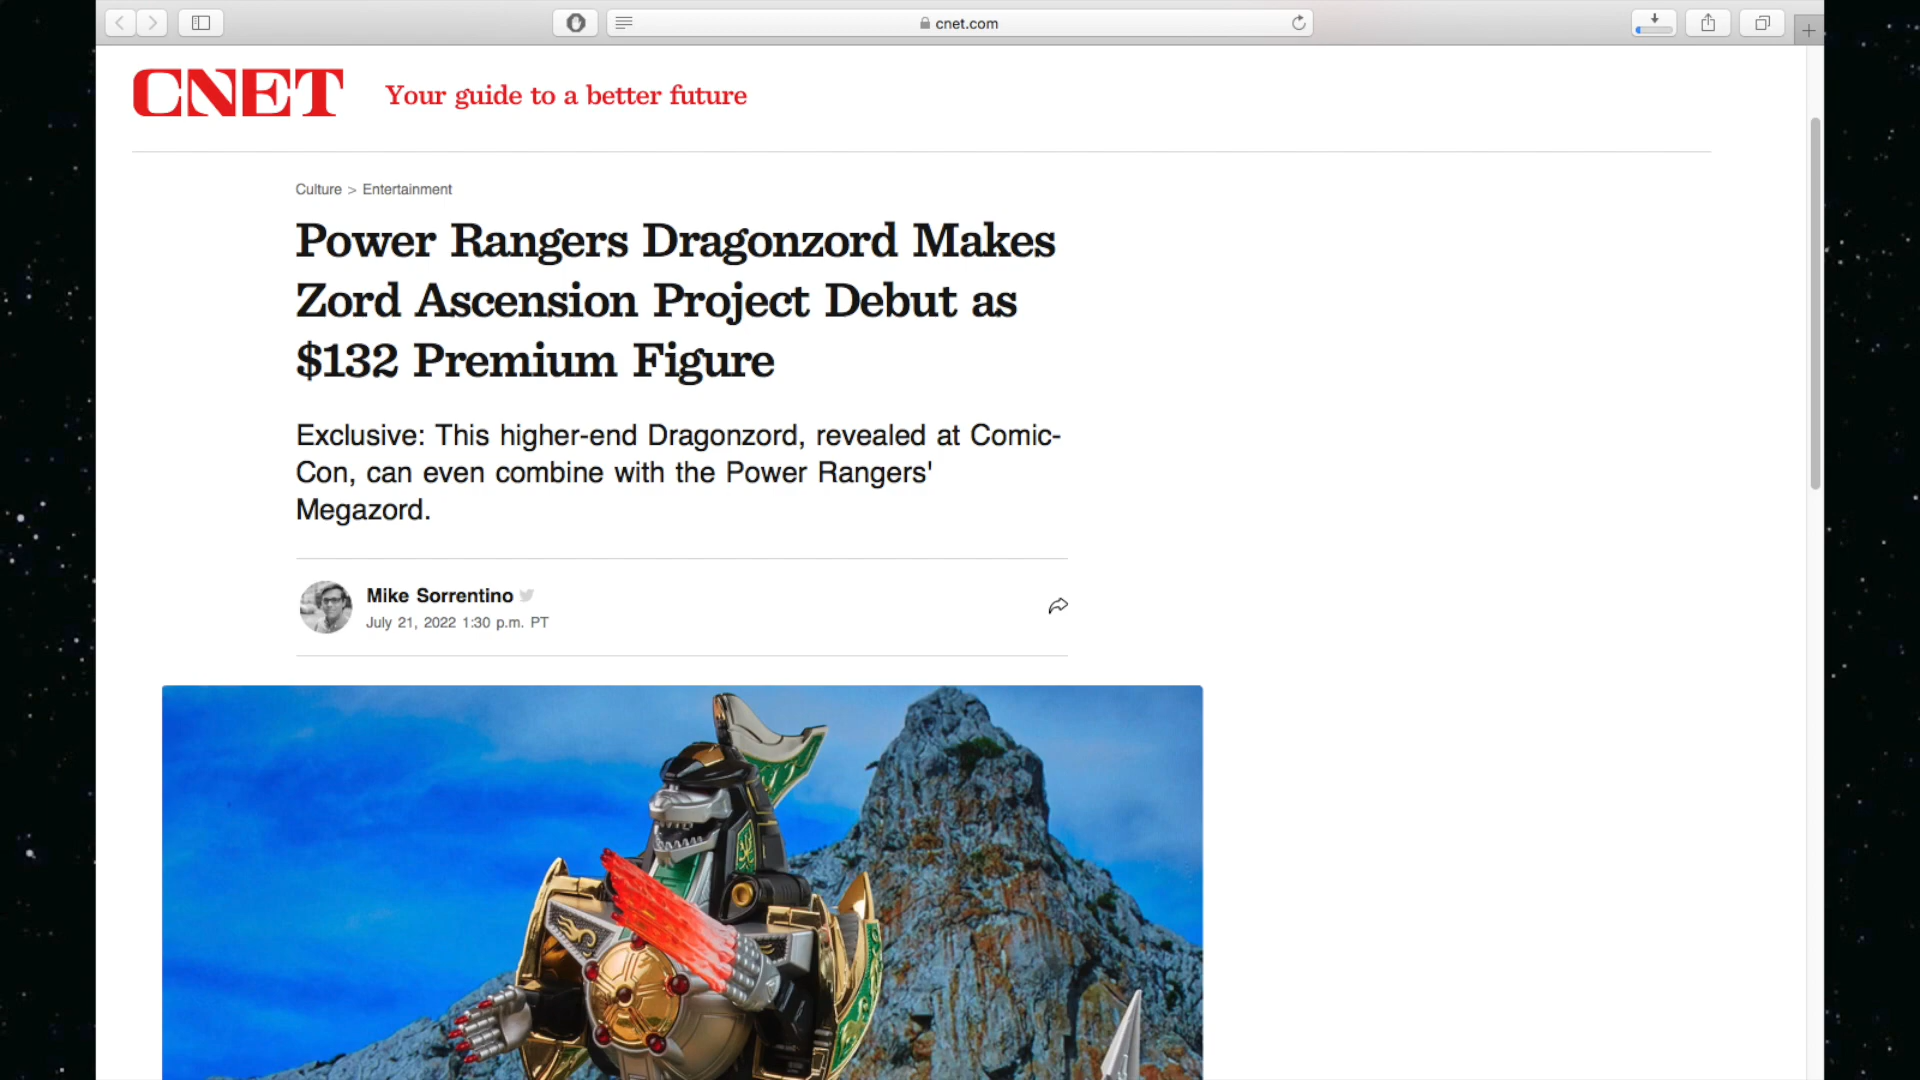 cnet.com
CNET Your guide to a better future
Culture > Entertainment
Power Rangers Dragonzord Makes
Zord Ascension Project Debut as
$132 Premium Figure
Exclusive: This higher-end Dragonzord, revealed at Comic-
Con, can even combine with the Power Rangers'
Megazord.
Mike Sorrentino
July 21, 2022 1:30 p.m. PT